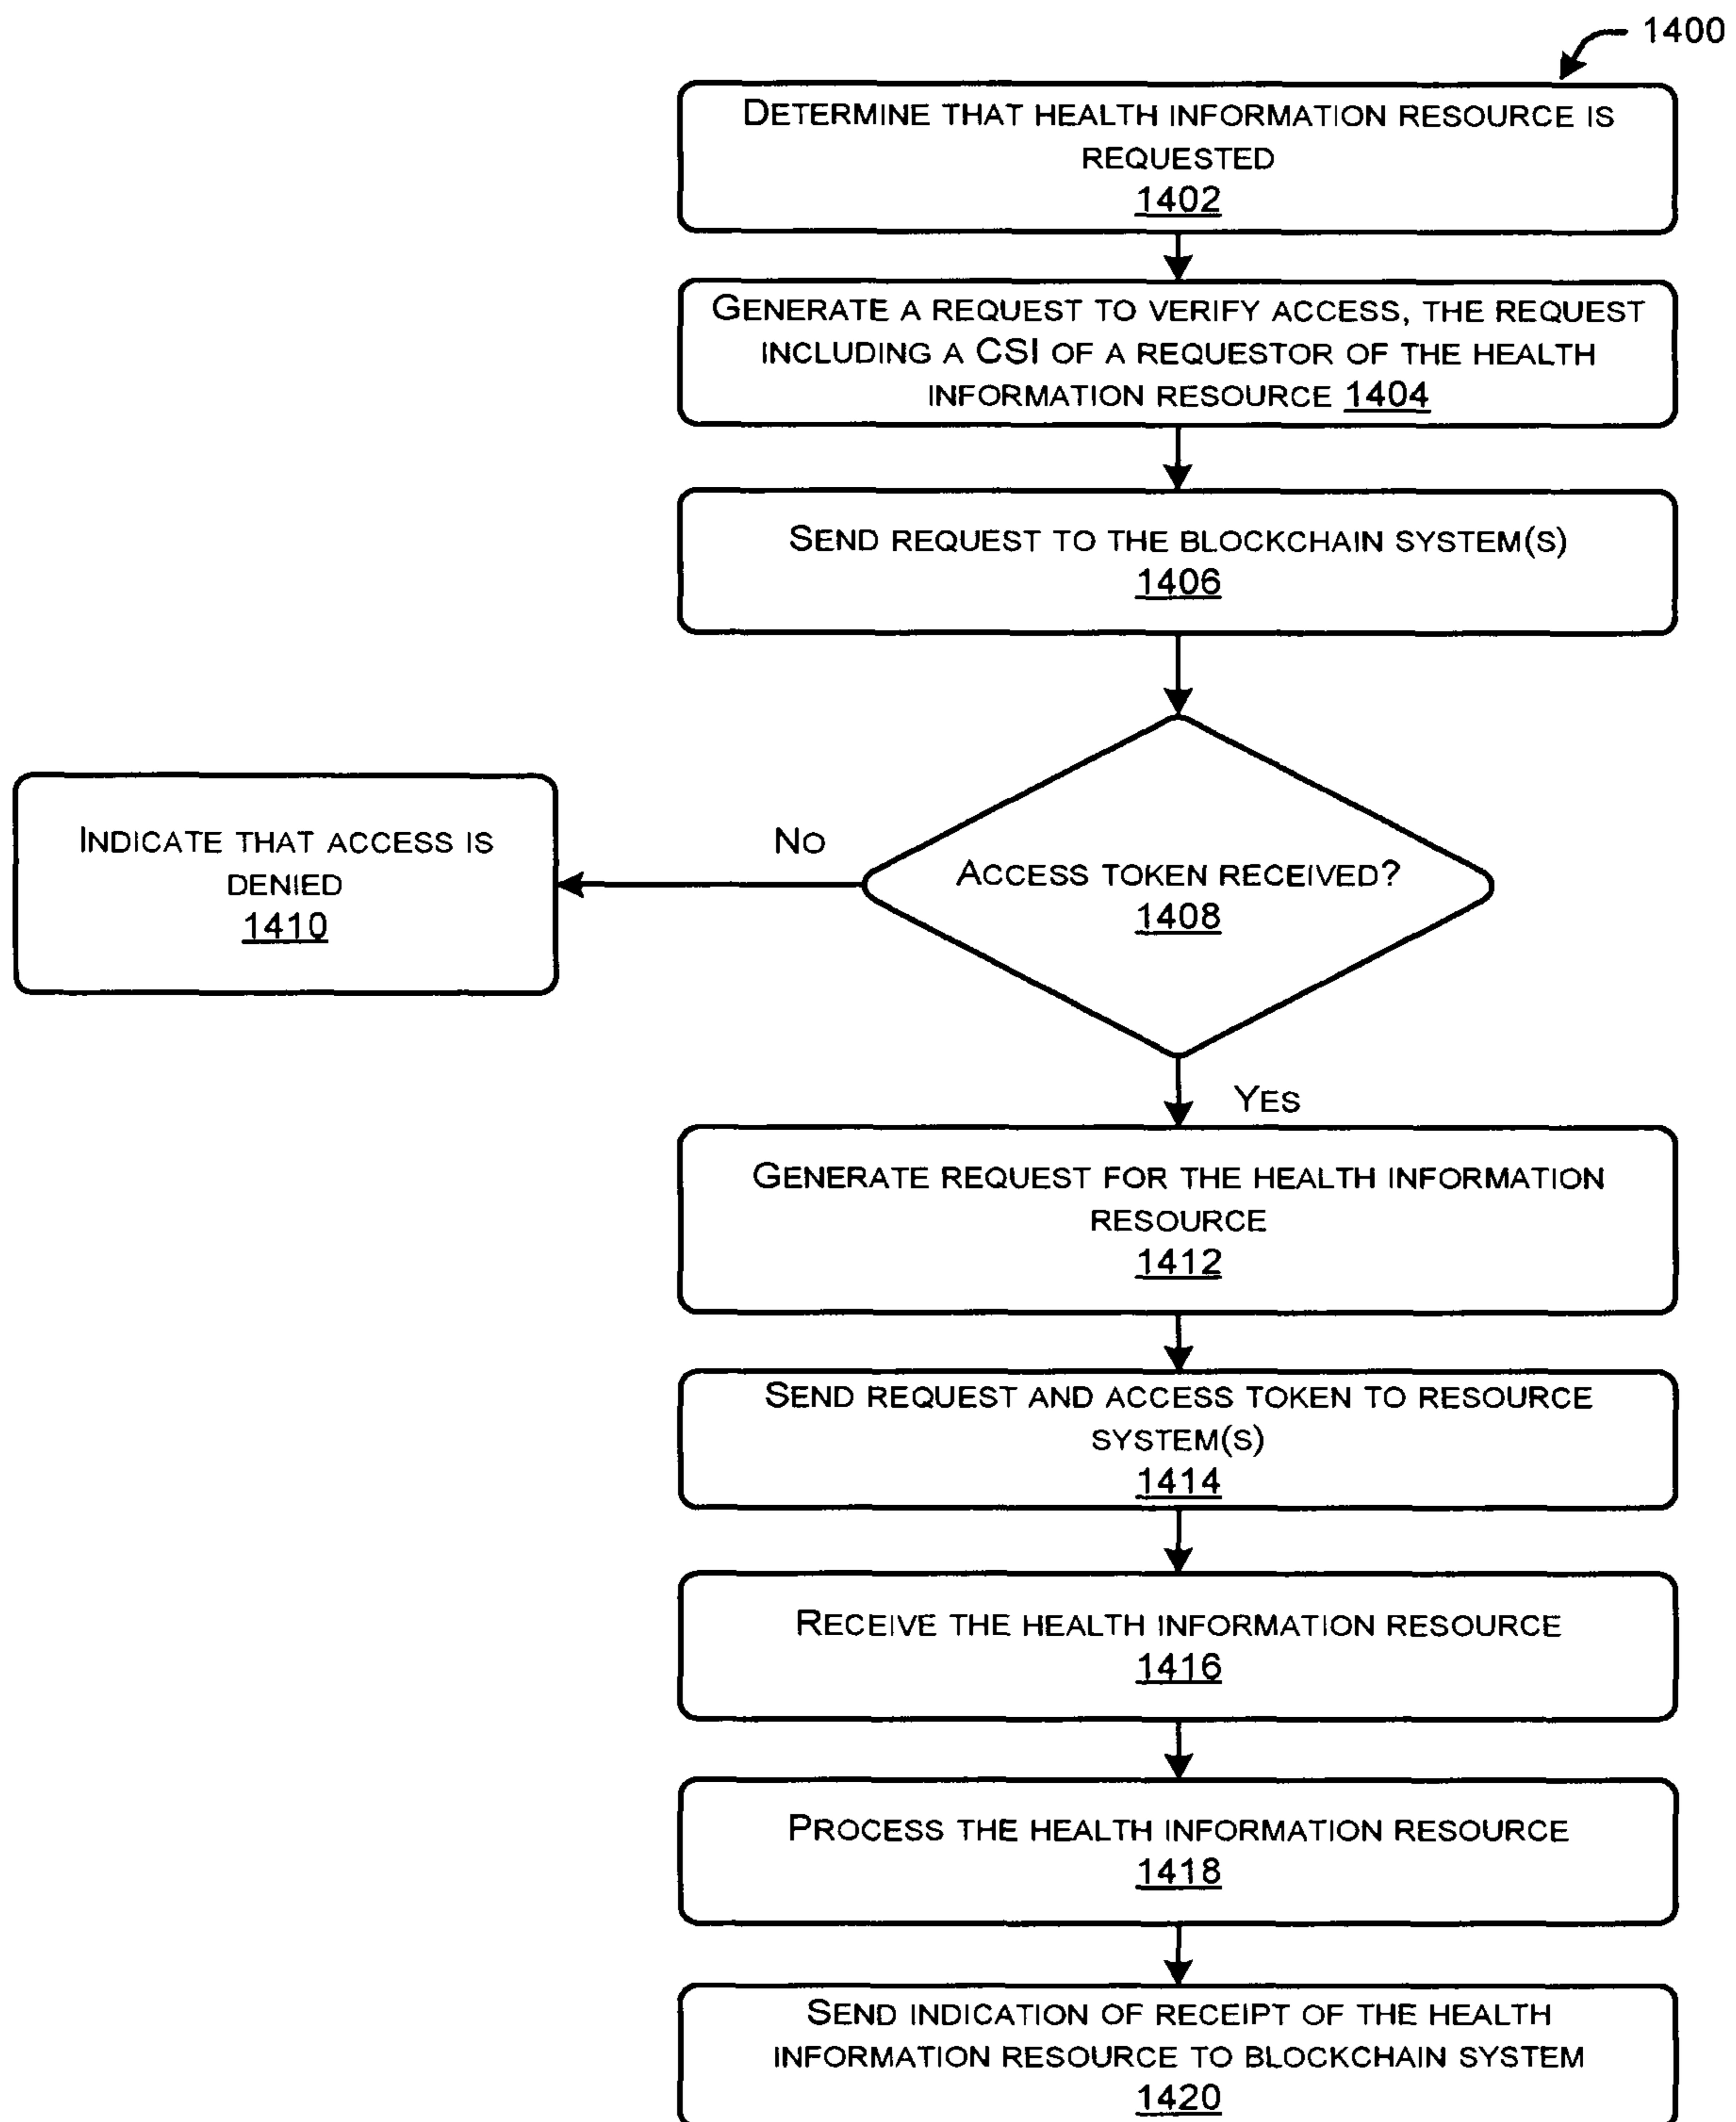 1400
DETERMINE THAT HEALTH INFORMATION RESOURCE IS
REQUESTED
1402
GENERATE A REQUEST TO VERIFY ACCESS, THE REQUEST
INCLUDING A CSI OF A REQUESTOR OF THE HEALTH
INFORMATION RESOURCE 1404
SEND REQUEST TO THE BLOCKCHAIN SYSTEM(S)
1406
ACCESS TOKEN RECEIVED?
1408
NO
INDICATE THAT ACCESS IS
DENIED
1410
YES
GENERATE REQUEST FOR THE HEALTH INFORMATION
RESOURCE
1412
SEND REQUEST AND ACCESS TOKEN TO RESOURCE
SYSTEM(S)
1414
RECEIVE THE HEALTH INFORMATION RESOURCE
1416
PROCESS THE HEALTH INFORMATION RESOURCE
1418
SEND INDICATION OF RECEIPT OF THE HEALTH
INFORMATION RESOURCE TO BLOCKCHAIN SYSTEM
1420